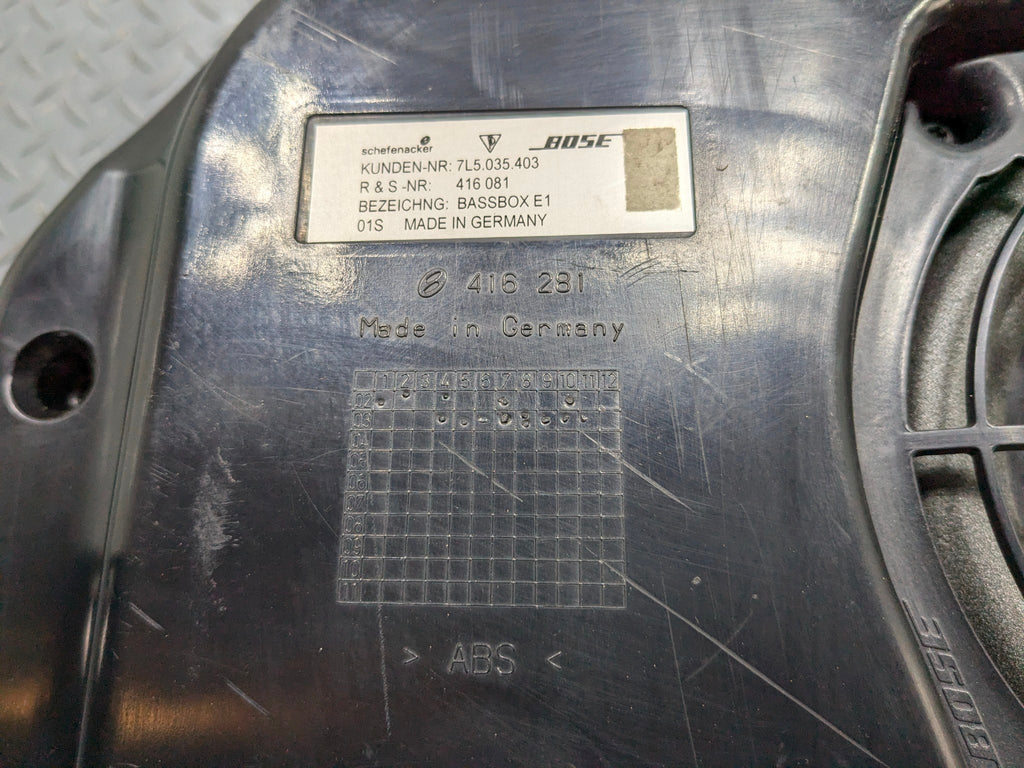 schefenacker BOSE
KUNDEN-NR: 7L5.035.403
R & S -NR: 416 081
BEZEICHNG: BASSBOX E1
01S MADE IN GERMANY
416 281
Made in Germany
1 2 3 4 5 6 7 8 9 10 11 12
02
03
04
05
06
07
08
09
10
11
> ABS <
BOSE